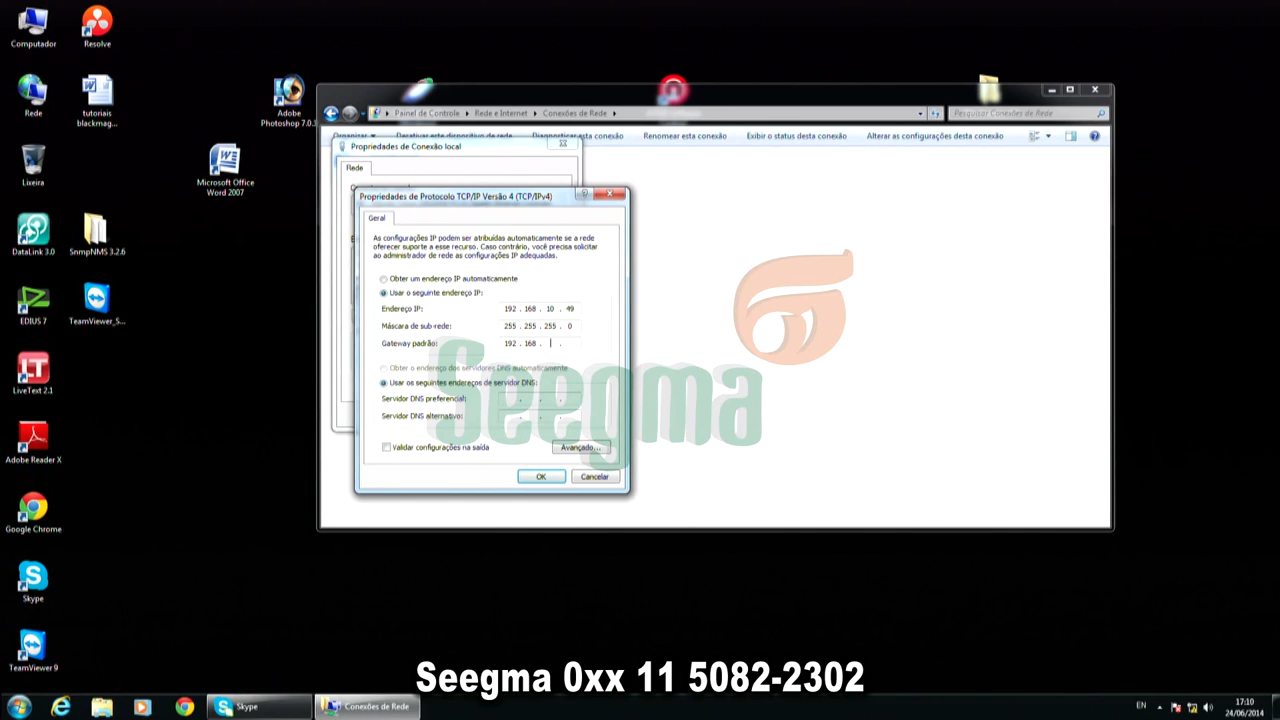 Computador
Resolve
Rede
tutoriais
blackmag...
Adobe
Photoshop 7.0.1
Lixeira
Microsoft Office
Word 2007
DataLink 3.0
SnmpNMS 3.2.6
EDIUS 7
TeamViewer_S...
LiveText 2.1
Adobe Reader X
Google Chrome
Skype
TeamViewer 9
Painel de Controle
Rede e Internet
Conexões de Rede
Pesquisar Conexões de Rede
Organizar
Desativar este dispositivo de rede
Diagnosticar esta conexão
Renomear esta conexão
Exibir o status desta conexão
Alterar as configurações desta conexão
Propriedades de Conexão local
Rede
Propriedades de Protocolo TCP/IP Versão 4 (TCP/IPv4)
Geral
As configurações IP podem ser atribuídas automaticamente se a rede
oferecer suporte a esse recurso. Caso contrário, você precisa solicitar
ao administrador de rede as configurações IP adequadas.
Obter um endereço IP automaticamente
Usar o seguinte endereço IP:
Endereço IP: 192 . 168 . 10 . 49
Máscara de sub-rede: 255 . 255 . 255 . 0
Gateway padrão: 192 . 168 . .
Obter o endereço dos servidores DNS automaticamente
Usar os seguintes endereços de servidor DNS:
Servidor DNS preferencial: . . .
Servidor DNS alternativo: . . .
Validar configurações na saída
Avançado...
OK
Cancelar
Seegma
Seegma 0xx 11 5082-2302
Skype
Conexões de Rede
EN
17:10
24/06/2014